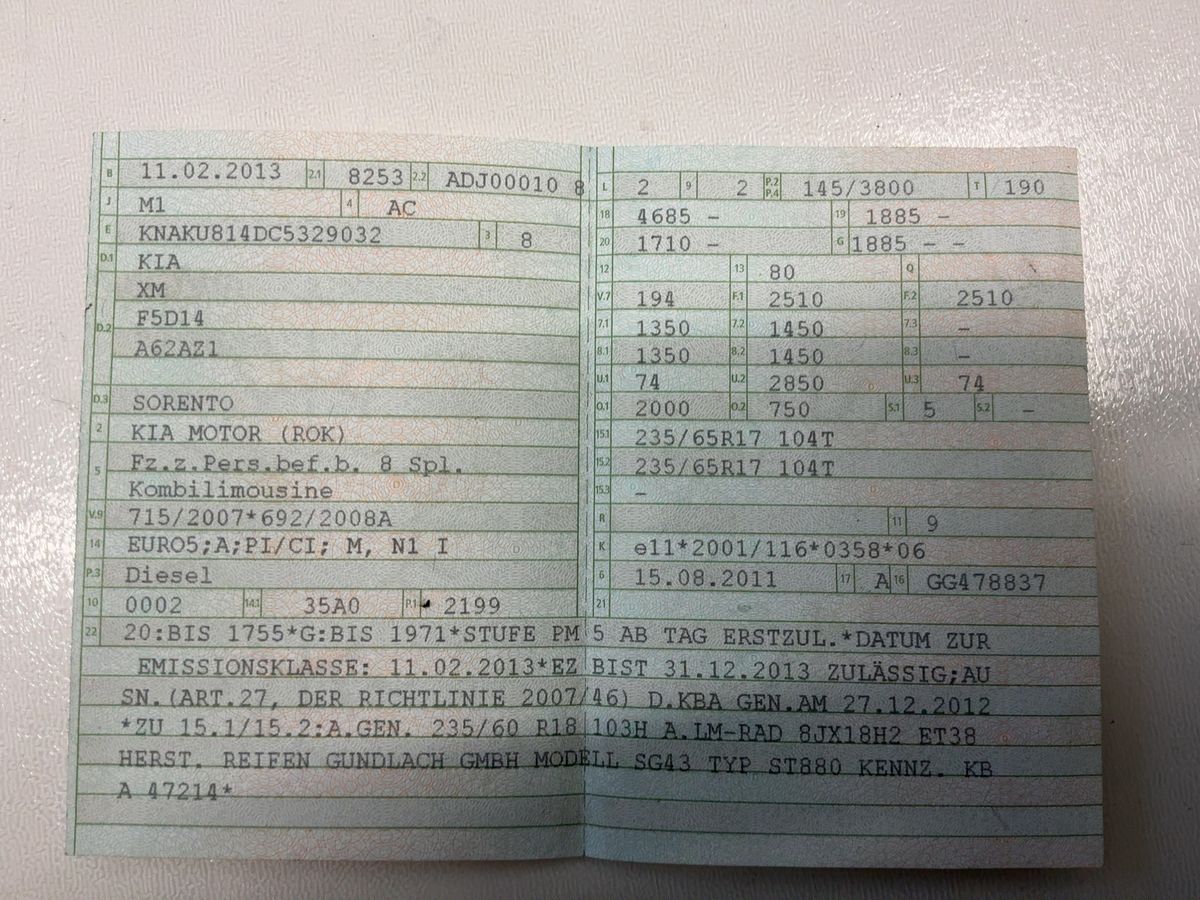 B 11.02.2013 2.1 8253 2.2 ADJ00010 8
J M1 4 AC
E KNAKU814DC5329032 3 8
D.1 KIA
XM
D.2 F5D14
A62AZ1
D.3 SORENTO
2 KIA MOTOR (ROK)
5 Fz.z.Pers.bef.b. 8 Spl.
Kombilimousine
V.9 715/2007*692/2008A
14 EURO5;A;PI/CI; M, N1 I
P.3 Diesel
10 0002 14.1 35A0 P.1 2199
L 2 9 2 P.2 P.4 145/3800 T 190
18 4685 - 19 1885 -
20 1710 - G 1885 - -
12 13 80 Q
V.7 194 F.1 2510 F.2 2510
7.1 1350 7.2 1450 7.3 -
8.1 1350 8.2 1450 8.3 -
U.1 74 U.2 2850 U.3 74
O.1 2000 O.2 750 S.1 5 S.2 -
15.1 235/65R17 104T
15.2 235/65R17 104T
15.3 -
R 11 9
K e11*2001/116*0358*06
6 15.08.2011 17 A 16 GG478837
21
22 20:BIS 1755*G:BIS 1971*STUFE PM 5 AB TAG ERSTZUL.*DATUM ZUR
EMISSIONSKLASSE: 11.02.2013*EZ BIST 31.12.2013 ZULÄSSIG;AU
SN.(ART.27, DER RICHTLINIE 2007/46) D.KBA GEN.AM 27.12.2012
*ZU 15.1/15.2:A.GEN. 235/60 R18 103H A.LM-RAD 8JX18H2 ET38
HERST. REIFEN GUNDLACH GMBH MODELL SG43 TYP ST880 KENNZ. KB
A 47214*